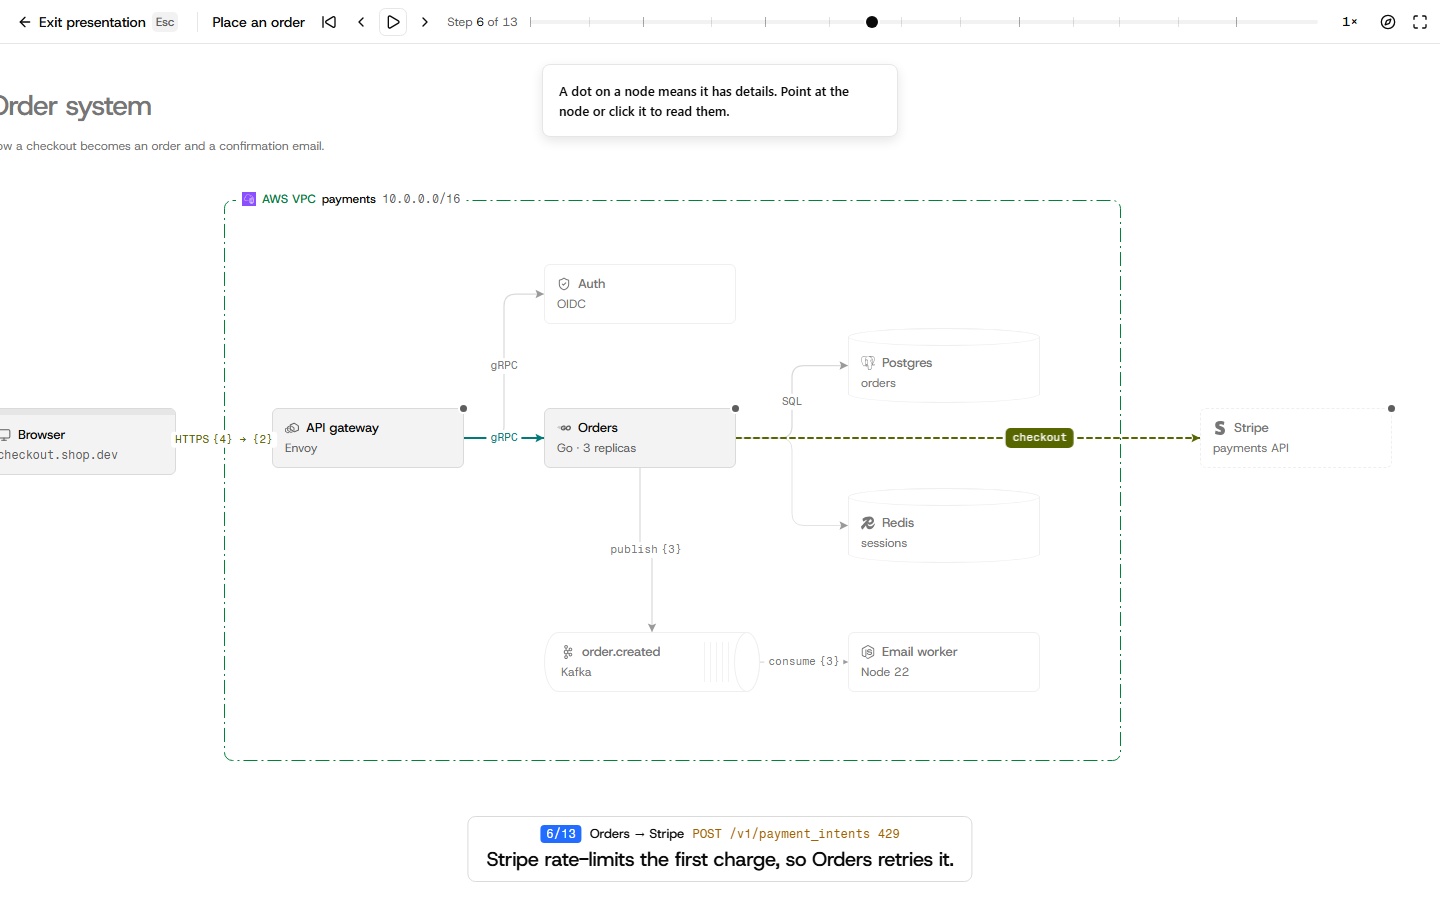 Exit presentation Esc
Place an order
Step 6 of 13
1×
A dot on a node means it has details. Point at the
node or click it to read them.
Order system
ow a checkout becomes an order and a confirmation email.
AWS VPC payments 10.0.0.0/16
Auth
OIDC
gRPC
Postgres
orders
SQL
Browser
checkout.shop.dev
HTTPS {4} → {2}
API gateway
Envoy
gRPC
Orders
Go · 3 replicas
checkout
Stripe
payments API
Redis
sessions
publish {3}
order.created
Kafka
consume {3}
Email worker
Node 22
6/13 Orders → Stripe POST /v1/payment_intents 429
Stripe rate-limits the first charge, so Orders retries it.